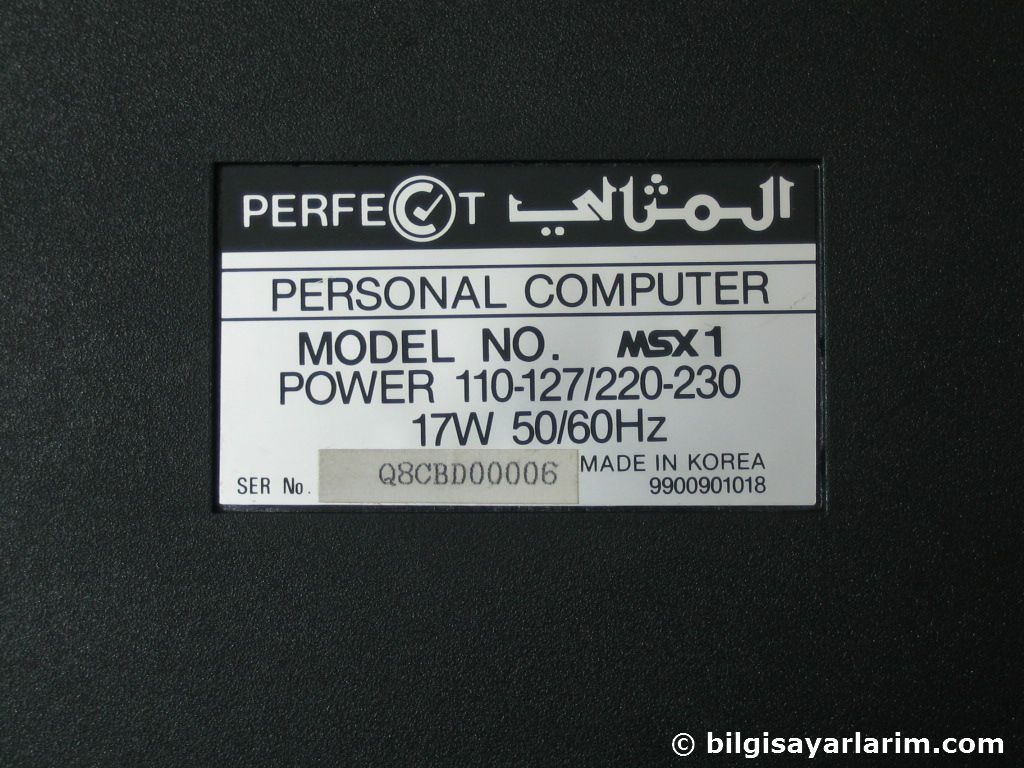 PERFECT المثالي
PERSONAL COMPUTER
MODEL NO. MSX1
POWER 110-127/220-230
17W 50/60Hz
MADE IN KOREA
SER No. Q8CBD00006 9900901018
© bilgisayarlarim.com